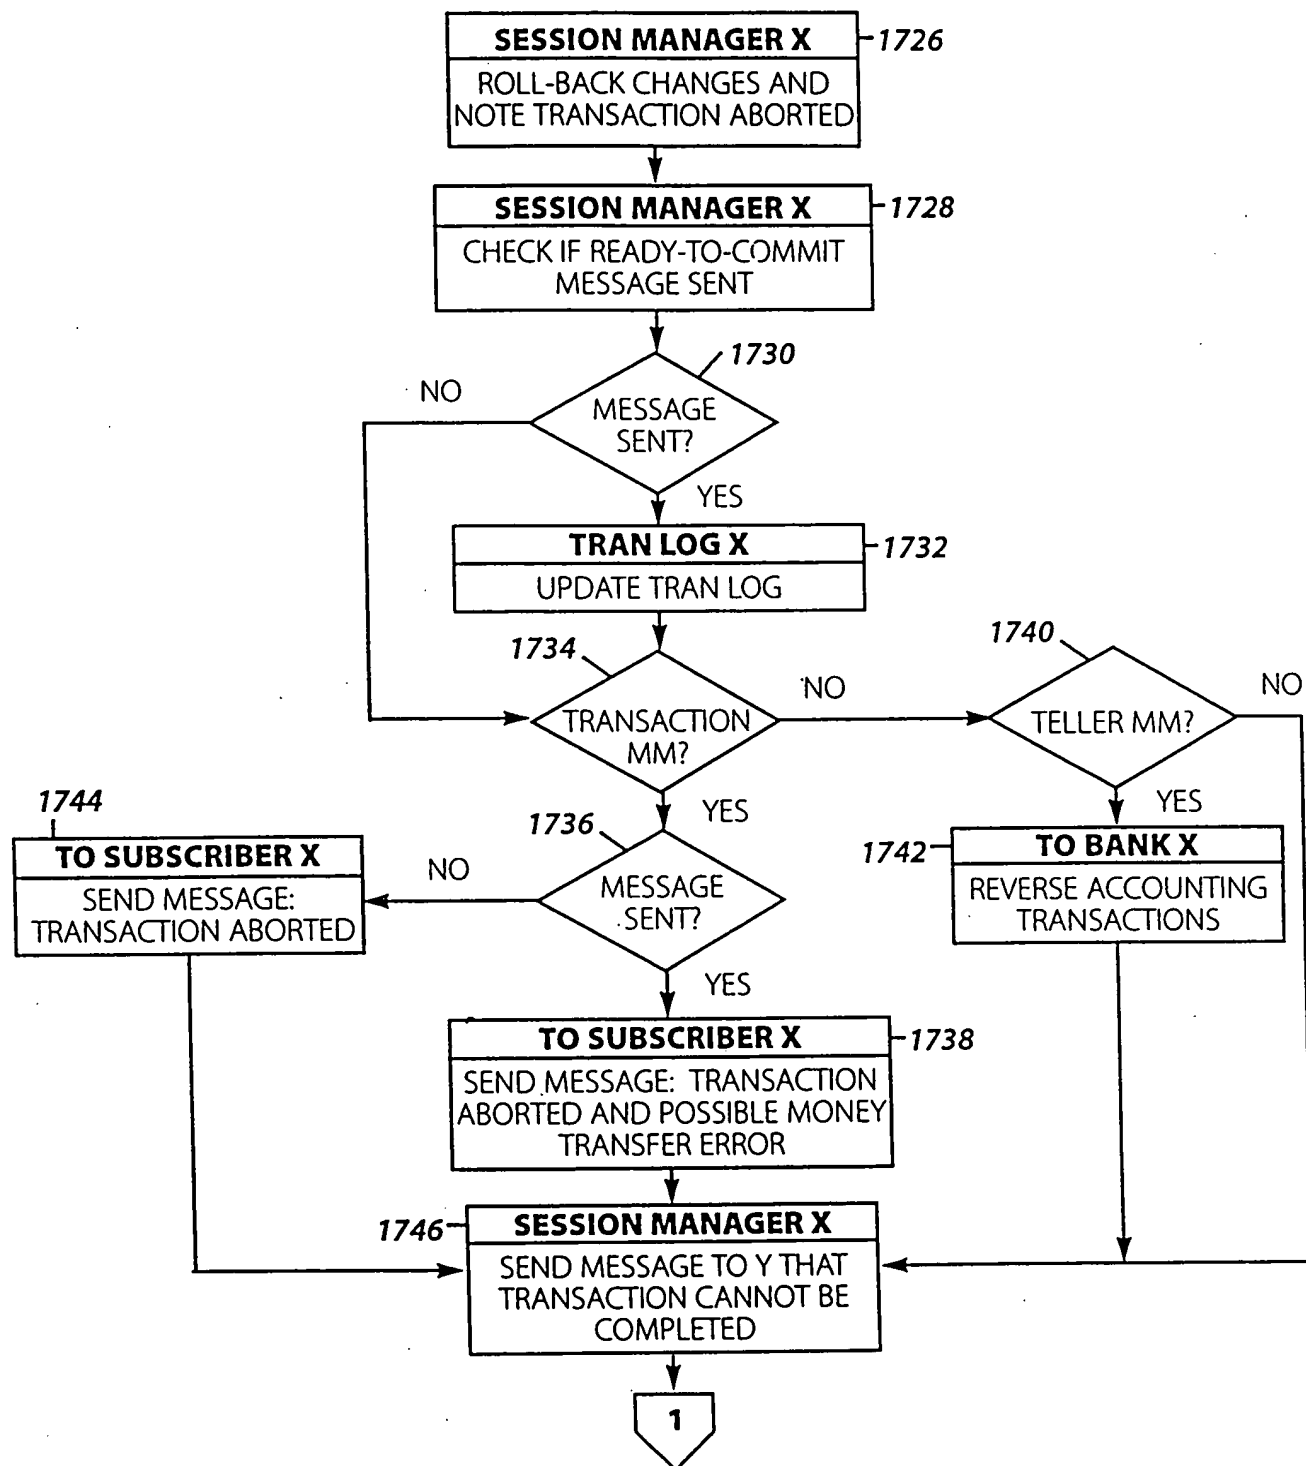 SESSION MANAGER X
1726
ROLL-BACK CHANGES AND
NOTE TRANSACTION ABORTED
SESSION MANAGER X
1728
CHECK IF READY-TO-COMMIT
MESSAGE SENT
1730
NO
MESSAGE
SENT?
YES
TRAN LOG X
1732
UPDATE TRAN LOG
1734
1740
NO
NO
TRANSACTION
MM?
TELLER MM?
1744
YES
YES
1736
TO SUBSCRIBER X
NO
1742
TO BANK X
SEND MESSAGE:
TRANSACTION ABORTED
MESSAGE
SENT?
REVERSE ACCOUNTING
TRANSACTIONS
YES
TO SUBSCRIBER X
1738
SEND MESSAGE: TRANSACTION
ABORTED AND POSSIBLE MONEY
TRANSFER ERROR
1746
SESSION MANAGER X
SEND MESSAGE TO Y THAT
TRANSACTION CANNOT BE
COMPLETED
1